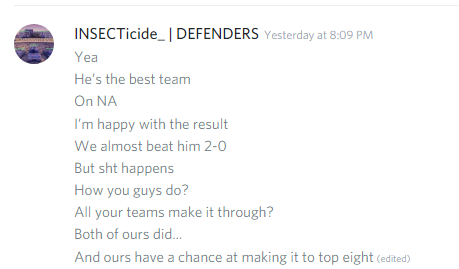 INSECTicide_ | DEFENDERS Yesterday at 8:09 PM
Yea
He's the best team
On NA
I'm happy with the result
We almost beat him 2-0
But sht happens
How you guys do?
All your teams make it through?
Both of ours did...
And ours have a chance at making it to top eight (edited)